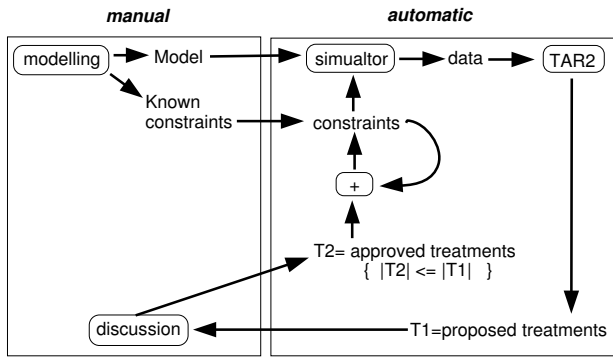 manual
automatic
modelling
Model
simualtor
data
TAR2
Known
constraints
constraints
+
T2= approved treatments
{ |T2| <= |T1| }
discussion
T1=proposed treatments